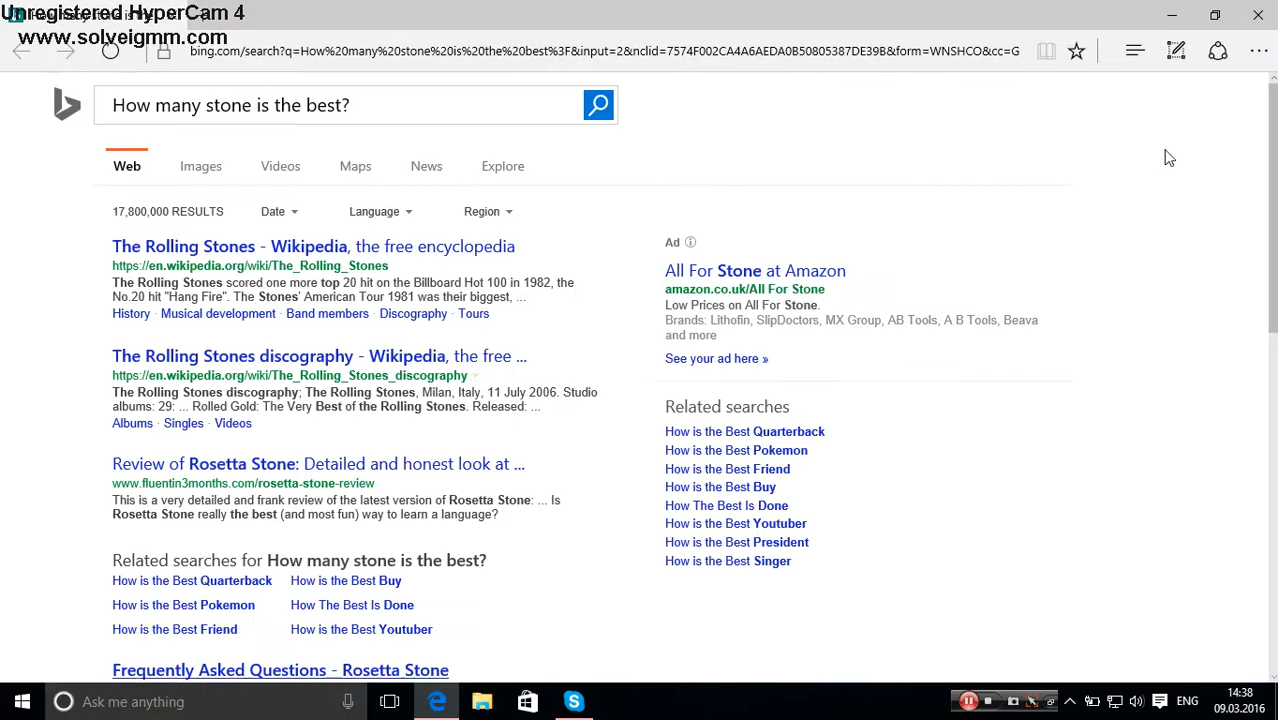 Unregistered HyperCam 4
www.solveigmm.com
bing.com/search?q=How%20many%20stone%20is%20the%20best%3F&input=2&nclid=7574F002CA4A6AEDA0B50805387DE39B&form=WNSHCO&cc=G
How many stone is the best?
Web Images Videos Maps News Explore
17,800,000 RESULTS Date Language Region
The Rolling Stones - Wikipedia, the free encyclopedia
https://en.wikipedia.org/wiki/The_Rolling_Stones
The Rolling Stones scored one more top 20 hit on the Billboard Hot 100 in 1982, the
No.20 hit "Hang Fire". The Stones' American Tour 1981 was their biggest, ...
History · Musical development · Band members · Discography · Tours
The Rolling Stones discography - Wikipedia, the free ...
https://en.wikipedia.org/wiki/The_Rolling_Stones_discography
The Rolling Stones discography; The Rolling Stones, Milan, Italy, 11 July 2006. Studio
albums: 29: ... Rolled Gold: The Very Best of the Rolling Stones. Released: ...
Albums · Singles · Videos
Review of Rosetta Stone: Detailed and honest look at ...
www.fluentin3months.com/rosetta-stone-review
This is a very detailed and frank review of the latest version of Rosetta Stone: ... Is
Rosetta Stone really the best (and most fun) way to learn a language?
Related searches for How many stone is the best?
How is the Best Quarterback How is the Best Buy
How is the Best Pokemon How The Best Is Done
How is the Best Friend How is the Best Youtuber
Frequently Asked Questions - Rosetta Stone
Ad
All For Stone at Amazon
amazon.co.uk/All For Stone
Low Prices on All For Stone.
Brands: Lithofin, SlipDoctors, MX Group, AB Tools, A B Tools, Beava
and more
See your ad here »
Related searches
How is the Best Quarterback
How is the Best Pokemon
How is the Best Friend
How is the Best Buy
How The Best Is Done
How is the Best Youtuber
How is the Best President
How is the Best Singer
Ask me anything
ENG
14:38
09.03.2016